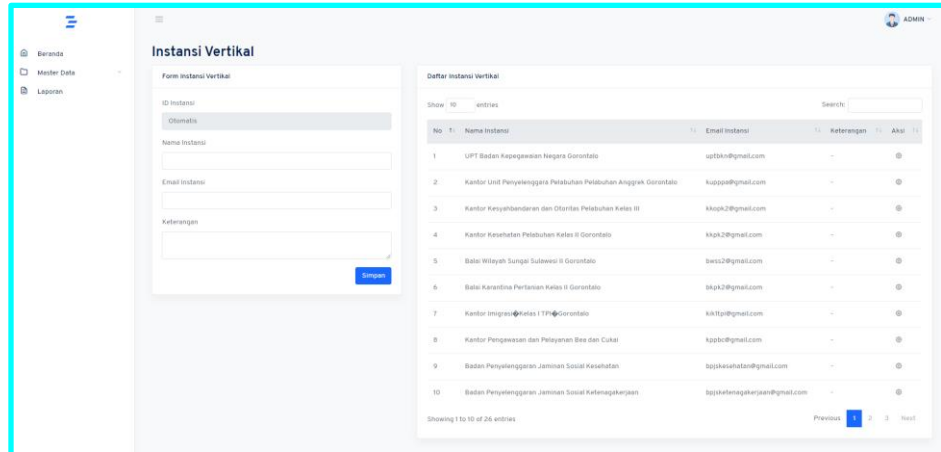 ADMIN
Beranda
Master Data
Laporan
Instansi Vertikal
Form Instansi Vertikal
ID Instansi
Otomatis
Nama Instansi
Email Instansi
Keterangan
Simpan
Daftar Instansi Vertikal
Show 10 entries
Search:
No Nama Instansi Email Instansi Keterangan Aksi
1 UPT Badan Kepegawaian Negara Gorontalo uptbkn@gmail.com -
2 Kantor Unit Penyelenggara Pelabuhan Pelabuhan Anggrek Gorontalo kupppa@gmail.com -
3 Kantor Kesyahbandaran dan Otoritas Pelabuhan Kelas III kkopk2@gmail.com -
4 Kantor Kesehatan Pelabuhan Kelas II Gorontalo kkpk2@gmail.com -
5 Balai Wilayah Sungai Sulawesi II Gorontalo bwss2@gmail.com -
6 Balai Karantina Pertanian Kelas II Gorontalo bkpk2@gmail.com -
7 Kantor Imigrasi�Kelas I TPI�Gorontalo kik1tpi@gmail.com -
8 Kantor Pengawasan dan Pelayanan Bea dan Cukai kppbc@gmail.com -
9 Badan Penyelenggaran Jaminan Sosial Kesehatan bpjskesahatan@gmail.com -
10 Badan Penyelenggaran Jaminan Sosial Ketenagakerjaan bpjsketenagakerjaan@gmail.com -
Showing 1 to 10 of 26 entries
Previous 1 2 3 Next